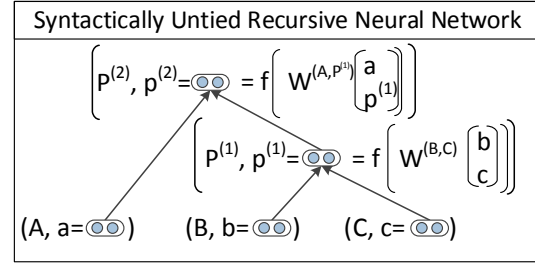 Syntactically Untied Recursive Neural Network
(P^(2), p^(2)= = f(W^(A,P^(1)) [a p^(1)]))
(P^(1), p^(1)= = f(W^(B,C) [b c]))
(A, a= ) (B, b= ) (C, c= )